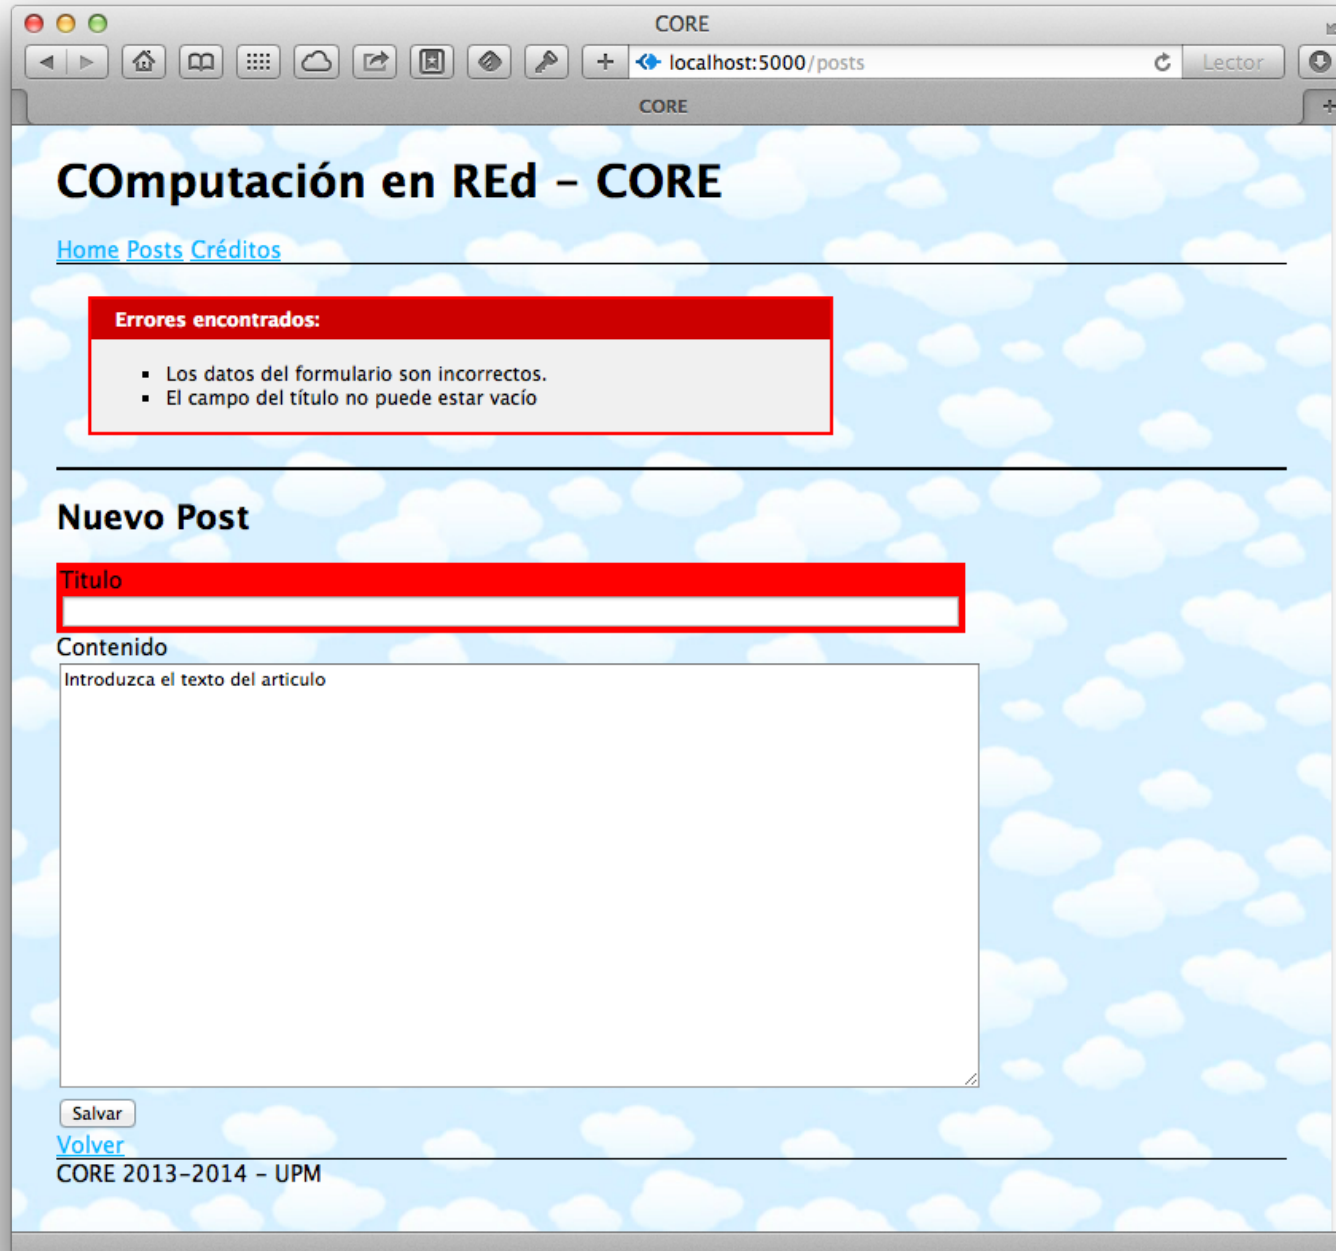 CORE
localhost:5000/posts
Lector
CORE
COmputación en REd - CORE
Home Posts Créditos
Errores encontrados:
Los datos del formulario son incorrectos.
El campo del título no puede estar vacío
Nuevo Post
Titulo
Contenido
Introduzca el texto del articulo
Salvar
Volver
CORE 2013-2014 - UPM